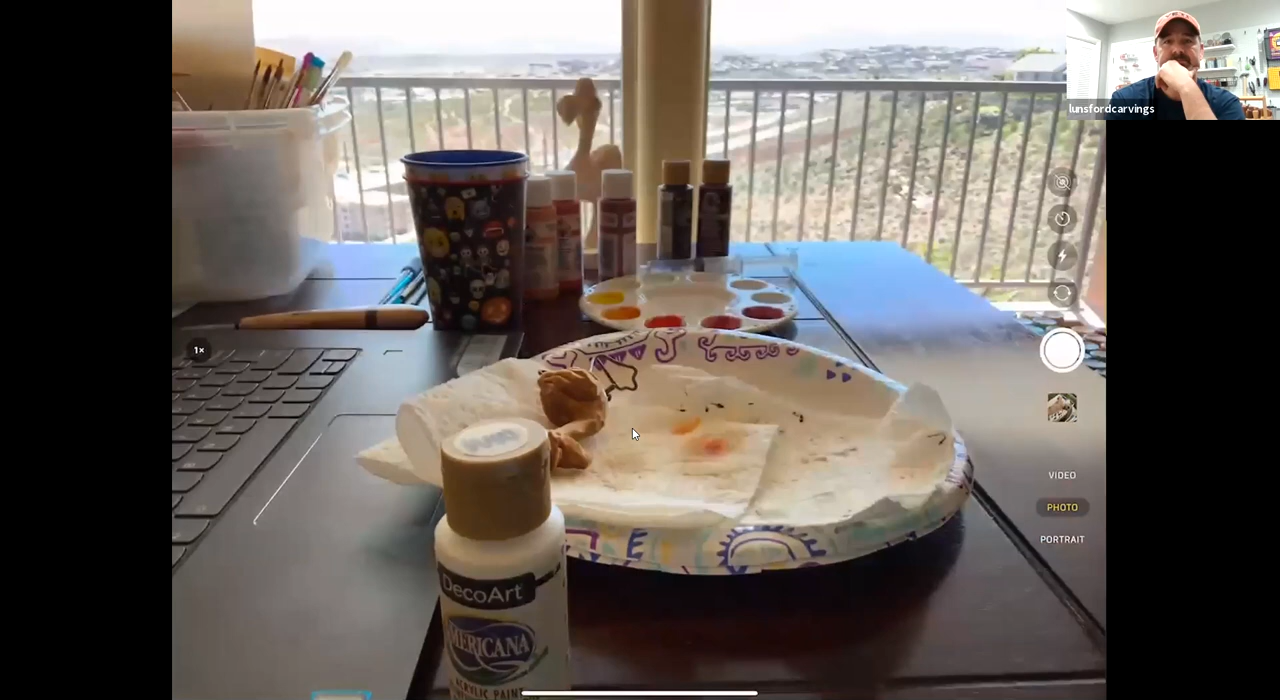 lunsfordcarvings
1×
VIDEO
PHOTO
PORTRAIT
DecoArt
AMERICANA
ACRYLIC PAINT